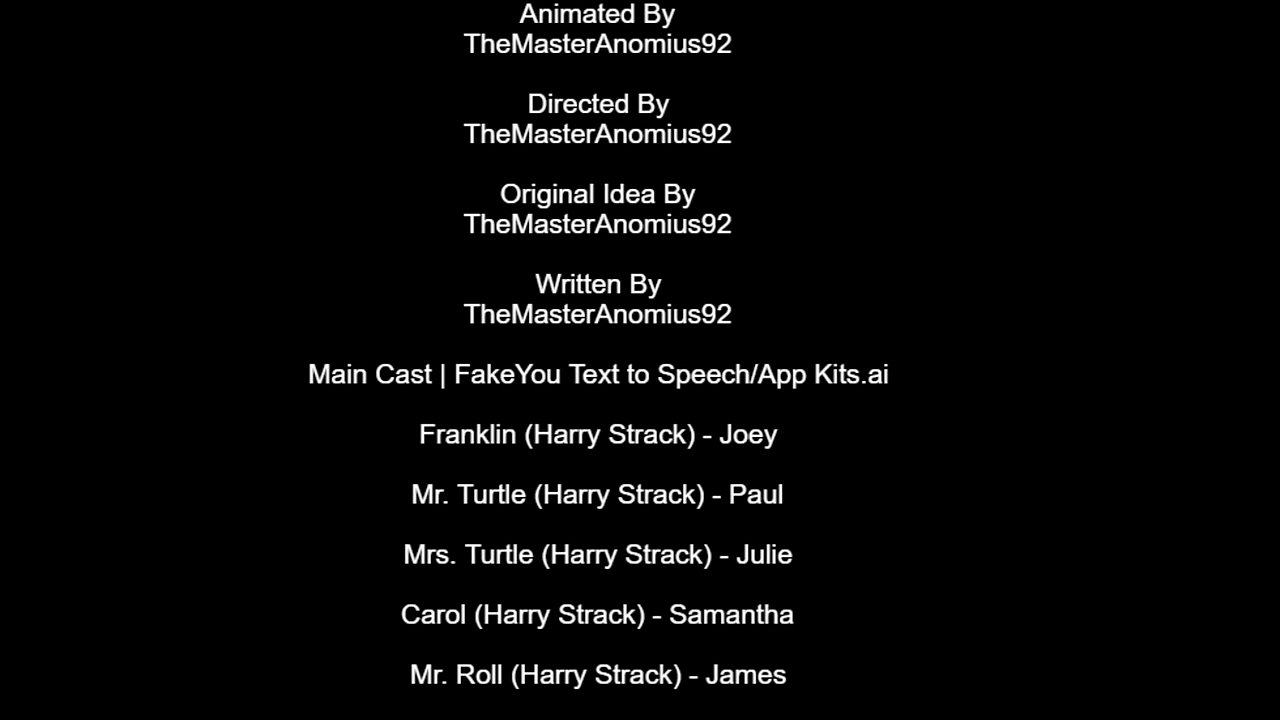 Animated By
TheMasterAnomius92
Directed By
TheMasterAnomius92
Original Idea By
TheMasterAnomius92
Written By
TheMasterAnomius92
Main Cast | FakeYou Text to Speech/App Kits.ai
Franklin (Harry Strack) - Joey
Mr. Turtle (Harry Strack) - Paul
Mrs. Turtle (Harry Strack) - Julie
Carol (Harry Strack) - Samantha
Mr. Roll (Harry Strack) - James